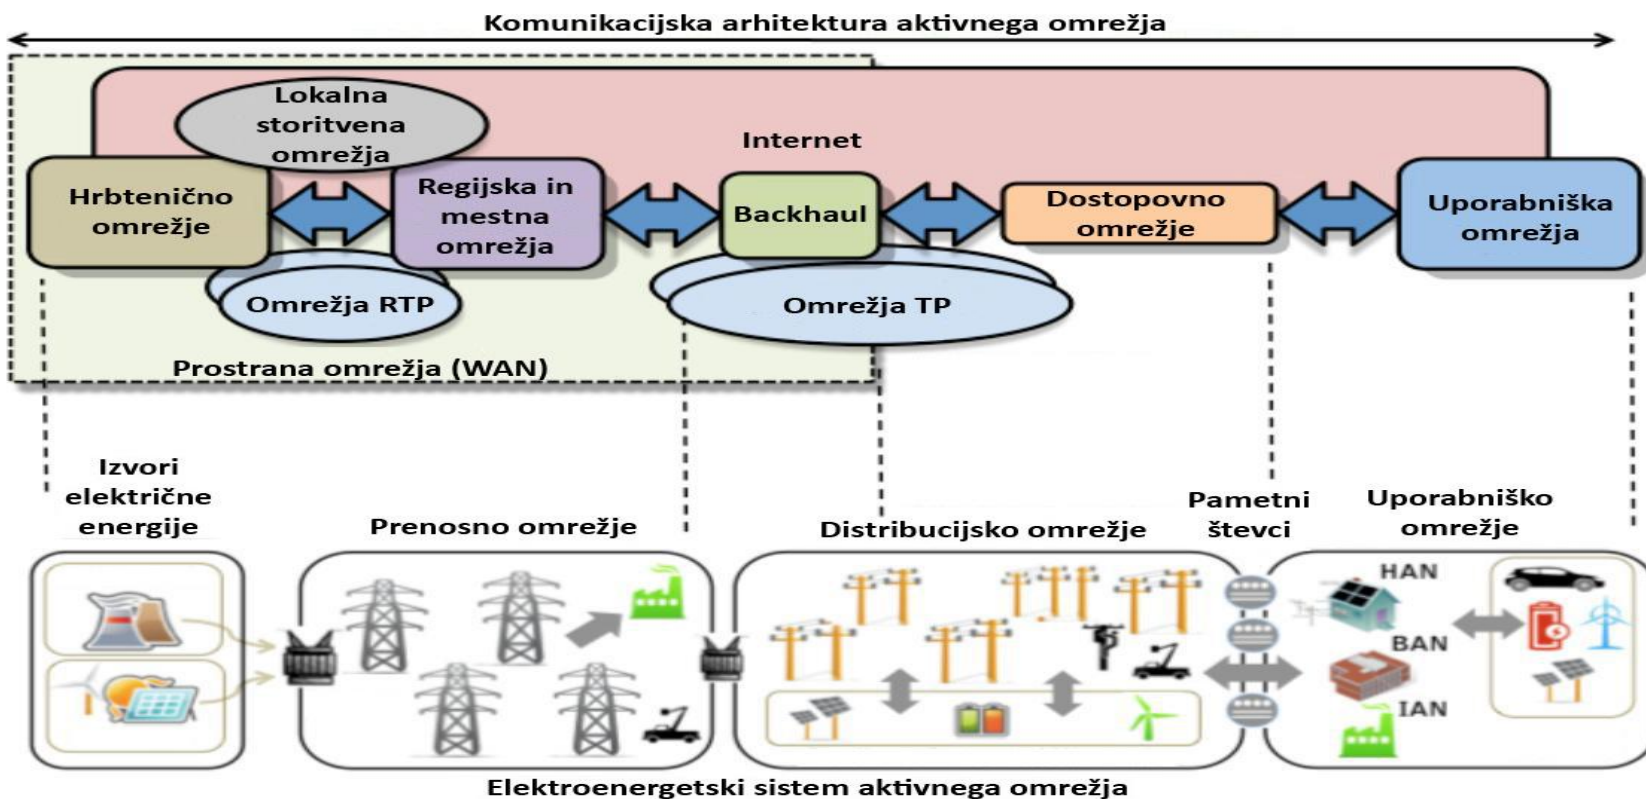 Komunikacijska arhitektura aktivnega omrežja
Lokalna
storitvena
omrežja
Internet
Hrbtenično
omrežje
Regijska in
mestna
omrežja
Backhaul
Dostopovno
omrežje
Uporabniška
omrežja
Omrežja RTP
Omrežja TP
Prostrana omrežja (WAN)
Izvori
električne
energije
Prenosno omrežje
Distribucijsko omrežje
Pametni
števci
Uporabniško
omrežje
HAN
BAN
IAN
Elektroenergetski sistem aktivnega omrežja